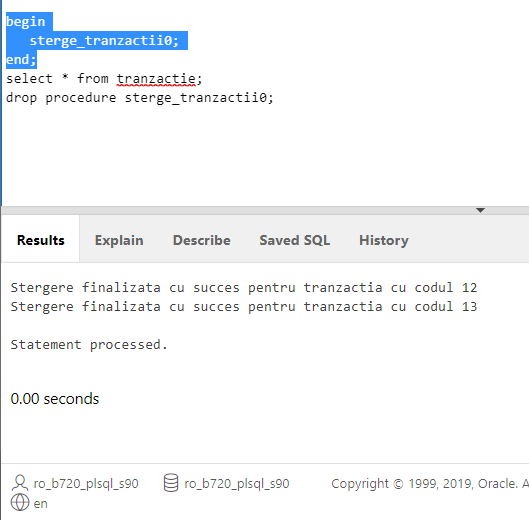 begin
sterge_tranzactii0;
end;
select * from tranzactie;
drop procedure sterge_tranzactii0;
Results Explain Describe Saved SQL History
Stergere finalizata cu succes pentru tranzactia cu codul 12
Stergere finalizata cu succes pentru tranzactia cu codul 13
Statement processed.
0.00 seconds
ro_b720_plsql_s90 ro_b720_plsql_s90 Copyright © 1999, 2019, Oracle. A
en